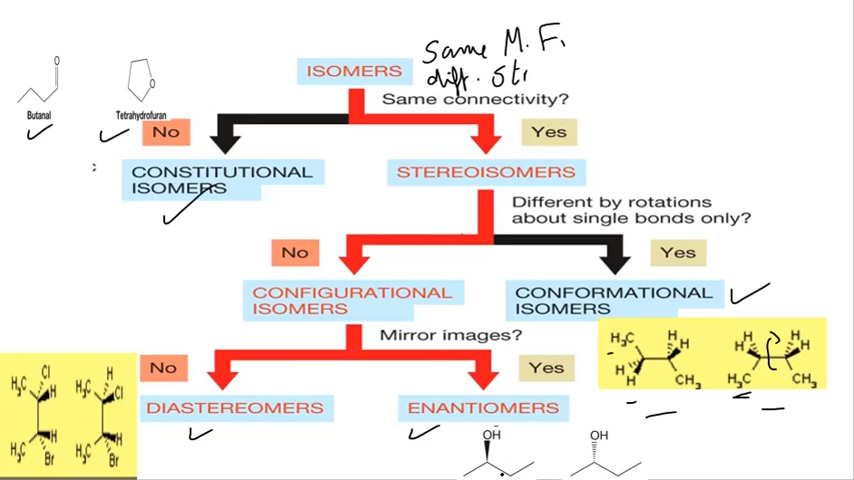 Same M.F.
diff. Str
ISOMERS
Same connectivity?
O
O
Butanal
Tetrahydrofuran
No
Yes
CONSTITUTIONAL
ISOMERS
STEREOISOMERS
Different by rotations
about single bonds only?
No
Yes
CONFIGURATIONAL
ISOMERS
CONFORMATIONAL
ISOMERS
Mirror images?
H₃C
H
H
H
H
CH₃
H
H
H
H
H₃C
CH₃
No
Yes
DIASTEREOMERS
ENANTIOMERS
Cl
H₃C
H
H
H₃C
Br
H
H₃C
Cl
H
H₃C
Br
OH
OH